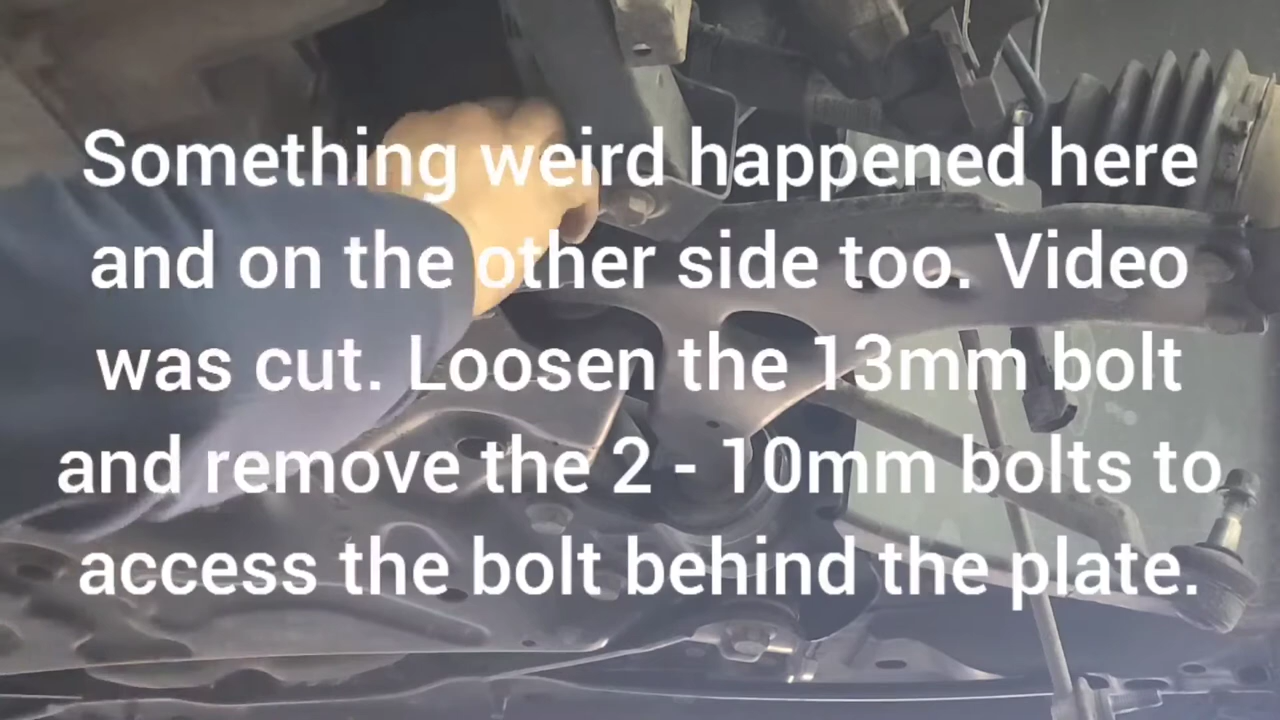 Something weird happened here
and on the other side too. Video
was cut. Loosen the 13mm bolt
and remove the 2 - 10mm bolts to
access the bolt behind the plate.